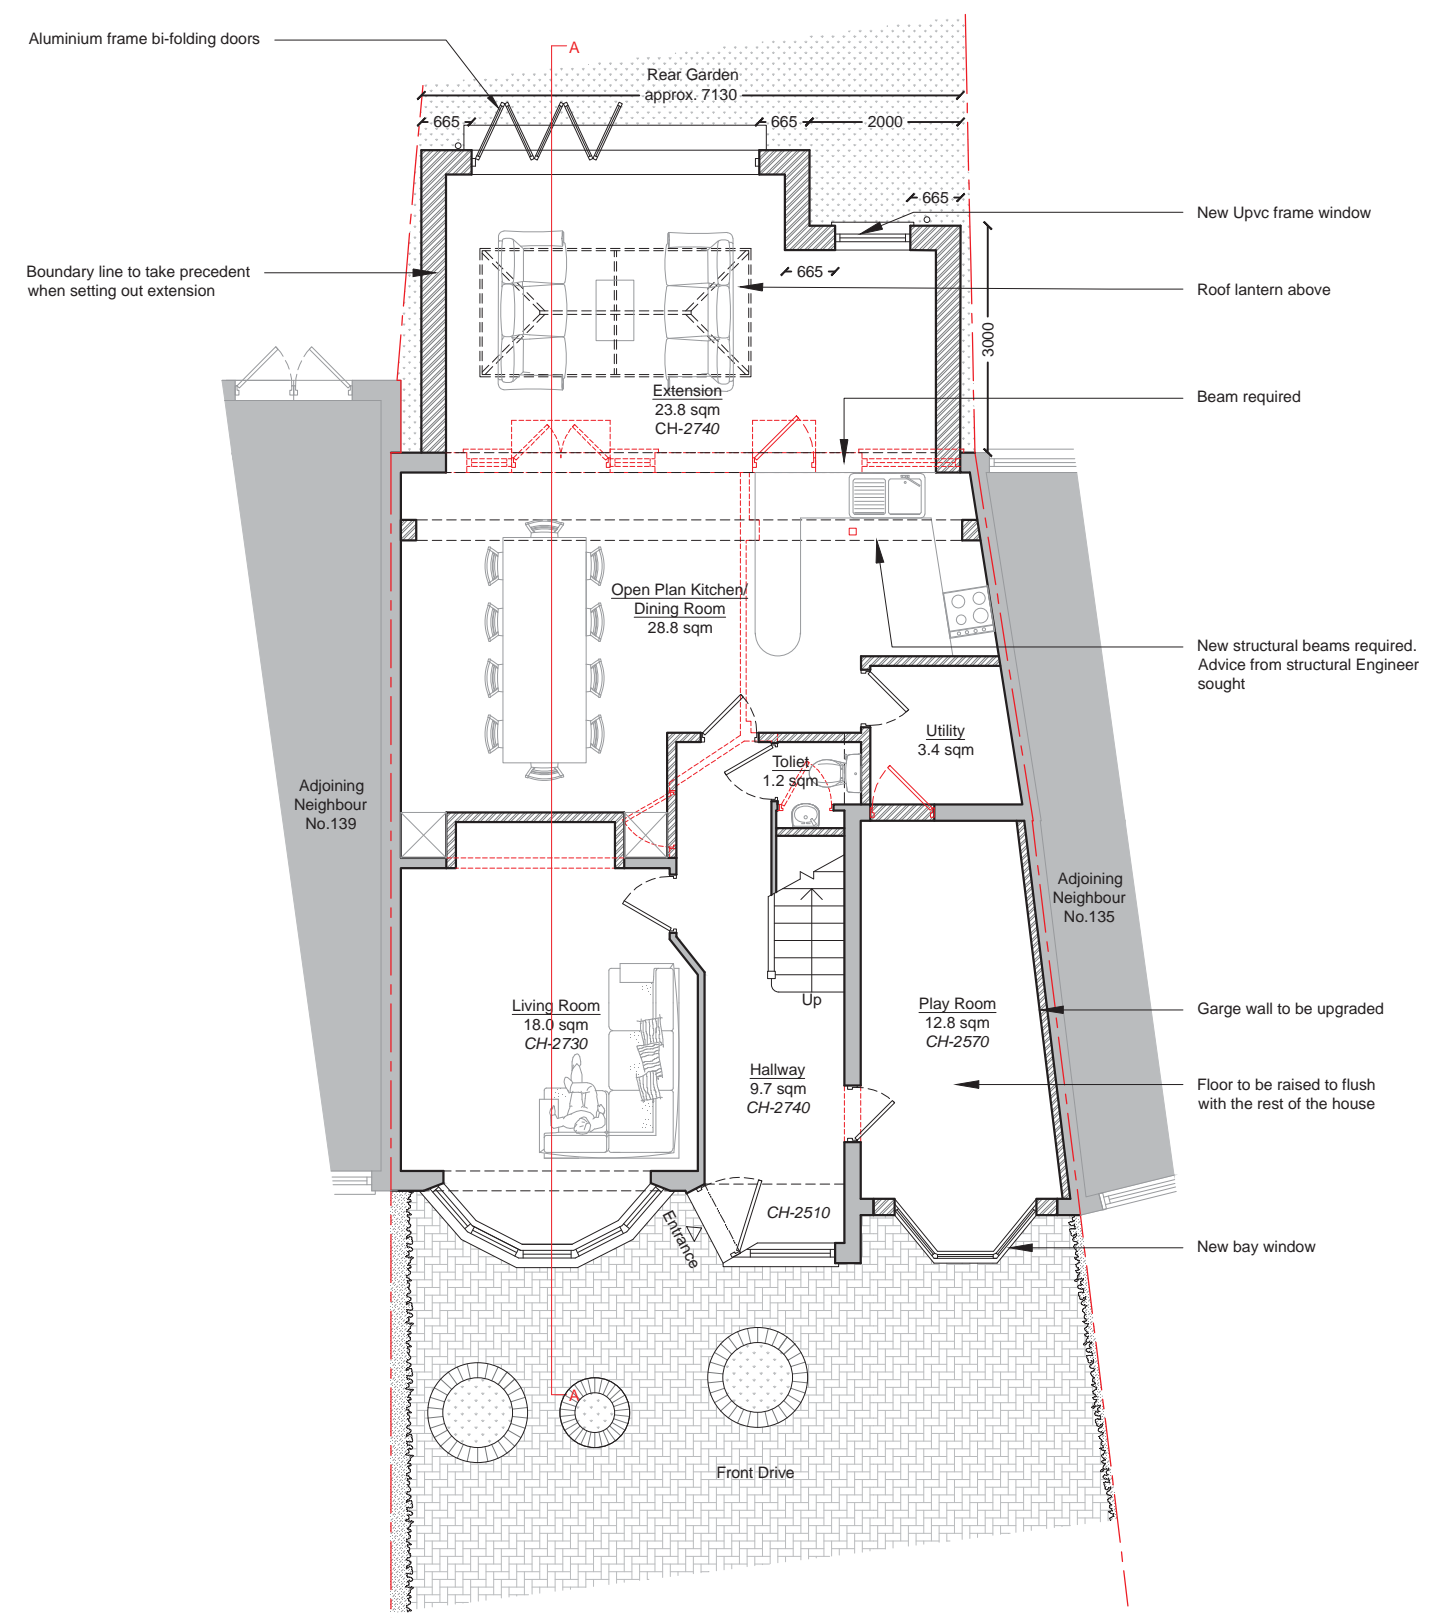 Aluminium frame bi-folding doors
A
Rear Garden
approx. 7130
665
665
2000
665
New Upvc frame window
Boundary line to take precedent
when setting out extension
665
Roof lantern above
3000
Extension
23.8 sqm
CH-2740
Beam required
Open Plan Kitchen/
Dining Room
28.8 sqm
New structural beams required.
Advice from structural Engineer
sought
Utility
3.4 sqm
Toliet
1.2 sqm
Adjoining
Neighbour
No.139
Adjoining
Neighbour
No.135
Up
Living Room
18.0 sqm
CH-2730
Play Room
12.8 sqm
CH-2570
Garge wall to be upgraded
Hallway
9.7 sqm
CH-2740
Floor to be raised to flush
with the rest of the house
CH-2510
Entrance
New bay window
A
Front Drive